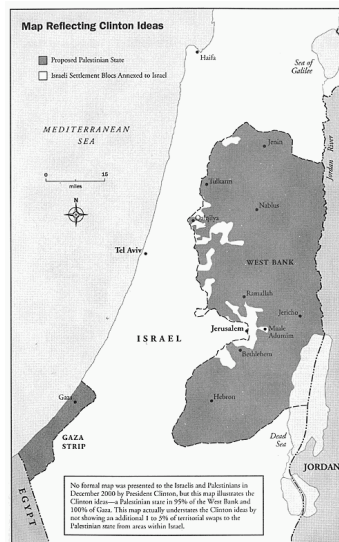 Map Reflecting Clinton Ideas
Proposed Palestinian State
Israeli Settlement Blocs Annexed to Israel
Haifa
Sea of
Galilee
MEDITERRANEAN
SEA
Jordan River
0 15
miles
Jenin
Tulkarm
Nablus
Qalqilya
Tel Aviv
WEST BANK
Ramallah
Jericho
ISRAEL
Jerusalem
Maale
Adumim
Bethlehem
Gaza
Hebron
GAZA
STRIP
Dead
Sea
JORDAN
EGYPT
No formal map was presented to the Israelis and Palestinians in
December 2000 by President Clinton, but this map illustrates the
Clinton ideas—a Palestinian state in 95% of the West Bank and
100% of Gaza. This map actually understates the Clinton ideas by
not showing an additional 1 to 3% of territorial swaps to the
Palestinian state from areas within Israel.